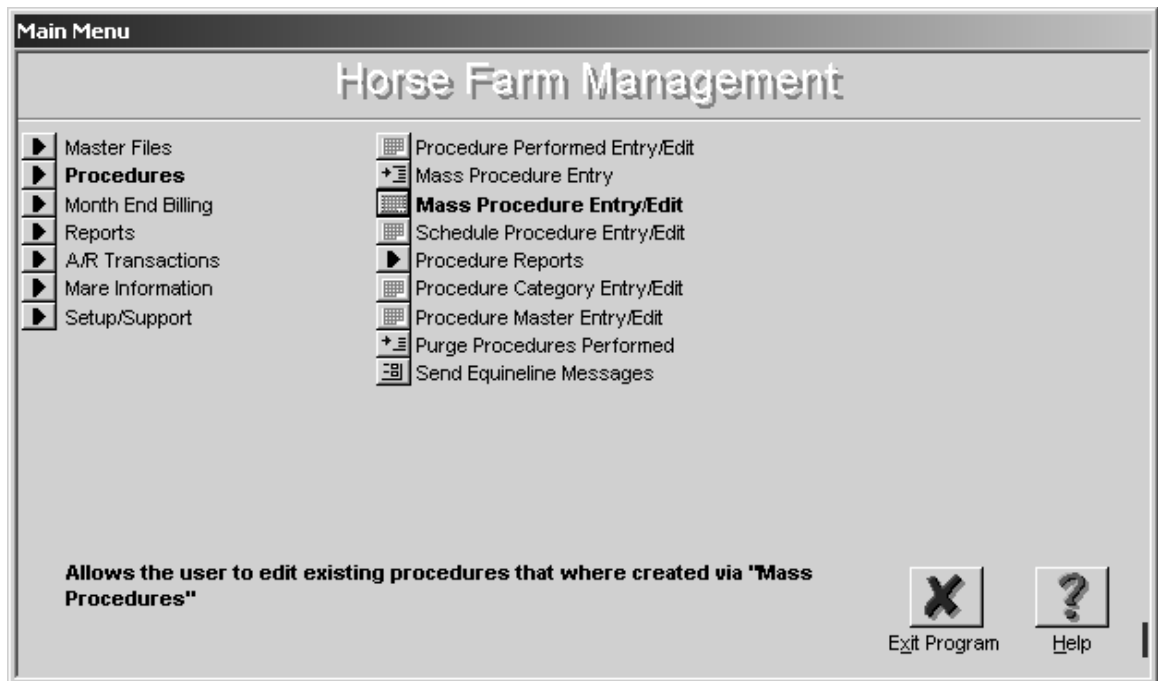 Main Menu
Horse Farm Management
Master Files
Procedures
Month End Billing
Reports
A/R Transactions
Mare Information
Setup/Support
Procedure Performed Entry/Edit
Mass Procedure Entry
Mass Procedure Entry/Edit
Schedule Procedure Entry/Edit
Procedure Reports
Procedure Category Entry/Edit
Procedure Master Entry/Edit
Purge Procedures Performed
Send Equineline Messages
Allows the user to edit existing procedures that where created via "Mass
Procedures"
Exit Program
Help